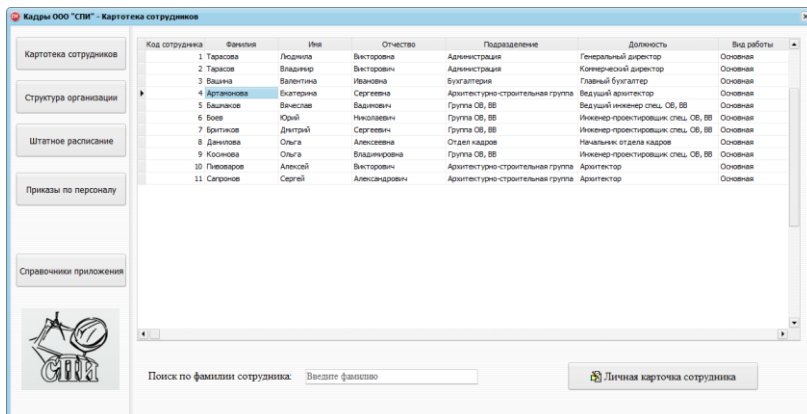 Кадры ООО "СПИ" - Картотека сотрудников
Картотека сотрудников
Структура организации
Штатное расписание
Приказы по персоналу
Справочники приложения
СПИ
Код сотрудника Фамилия Имя Отчество Подразделение Должность Вид работы
1 Тарасова Людмила Викторовна Администрация Генеральный директор Основная
2 Тарасов Владимир Викторович Администрация Коммерческий директор Основная
3 Вашина Валентина Ивановна Бухгалтерия Главный бухгалтер Основная
4 Артамонова Екатерина Сергеевна Архитектурно-строительная группа Ведущий архитектор Основная
5 Башмаков Вячеслав Вадимович Группа ОВ, ВВ Ведущий инженер спец. ОВ, ВВ Основная
6 Боев Юрий Николаевич Группа ОВ, ВВ Инженер-проектировщик спец. ОВ, ВВ Основная
7 Бритиков Дмитрий Сергеевич Группа ОВ, ВВ Инженер-проектировщик спец. ОВ, ВВ Основная
8 Данилова Ольга Алексеевна Отдел кадров Начальник отдела кадров Основная
9 Косинова Ольга Владимировна Группа ОВ, ВВ Инженер-проектировщик спец. ОВ, ВВ Основная
10 Пивоваров Алексей Викторович Архитектурно-строительная группа Архитектор Основная
11 Сапронов Сергей Александрович Архитектурно-строительная группа Архитектор Основная
Поиск по фамилии сотрудника: Введите фамилию
Личная карточка сотрудника